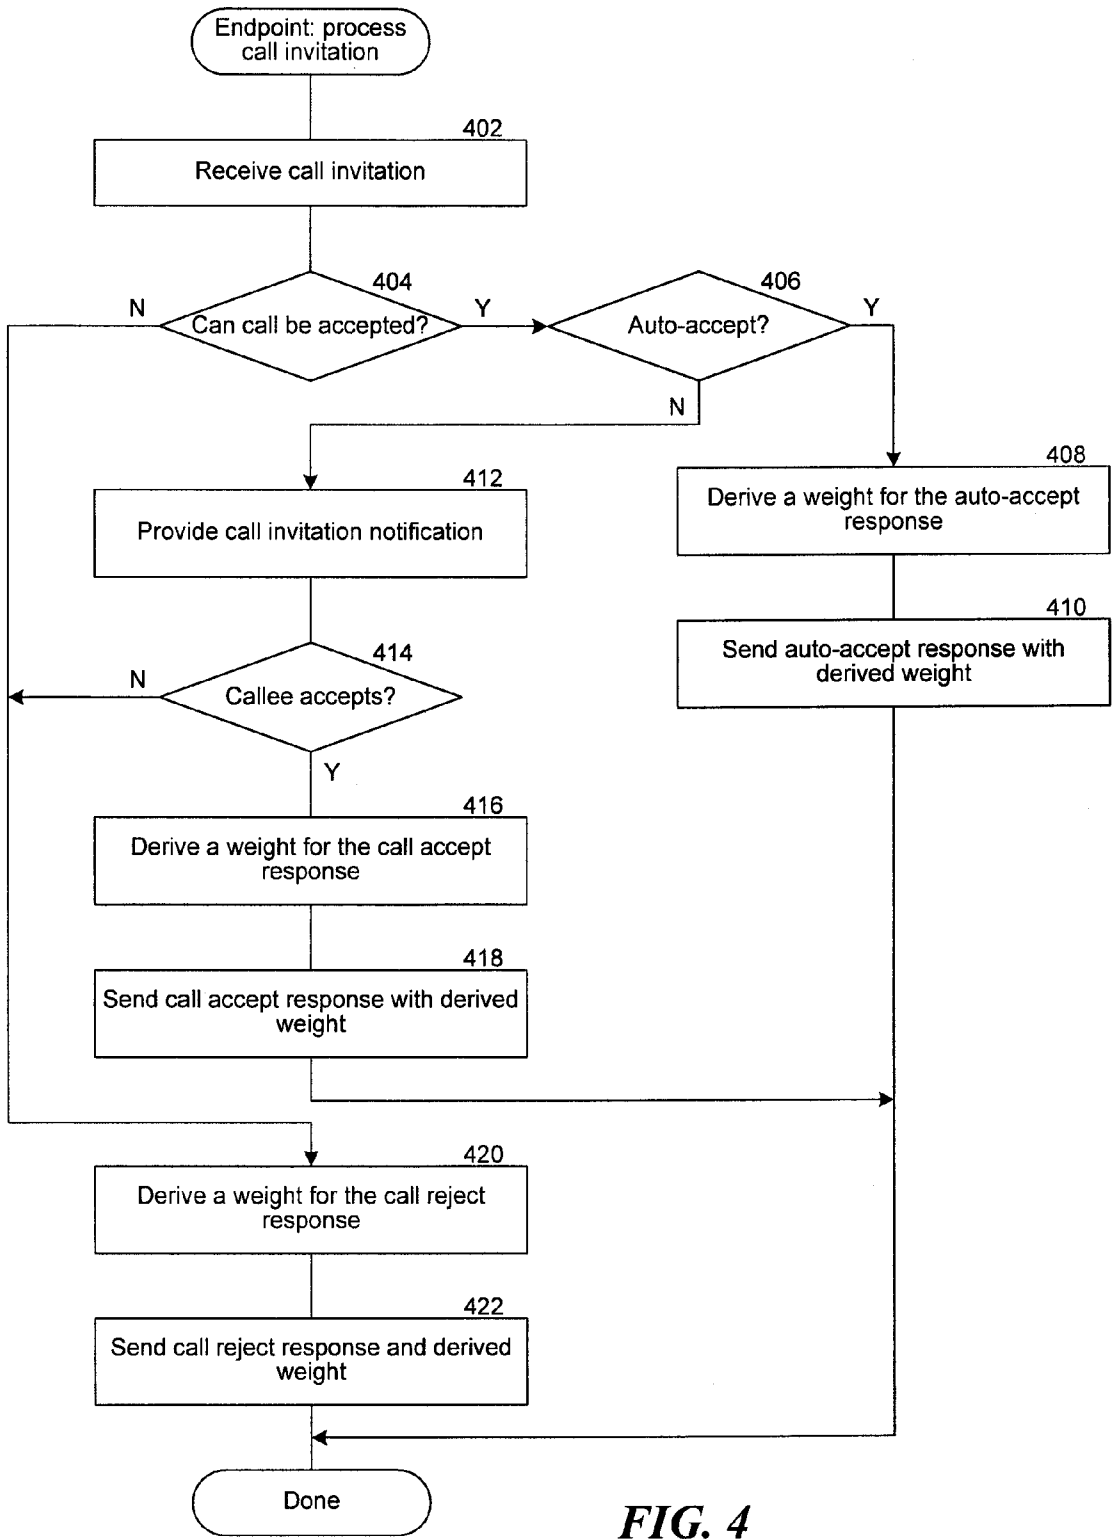 Endpoint: process
call invitation
402
Receive call invitation
404
N
Can call be accepted?
Y
406
Auto-accept?
Y
N
408
Derive a weight for the auto-accept
response
412
Provide call invitation notification
410
Send auto-accept response with
derived weight
414
N
Callee accepts?
Y
416
Derive a weight for the call accept
response
418
Send call accept response with derived
weight
420
Derive a weight for the call reject
response
422
Send call reject response and derived
weight
Done
FIG. 4